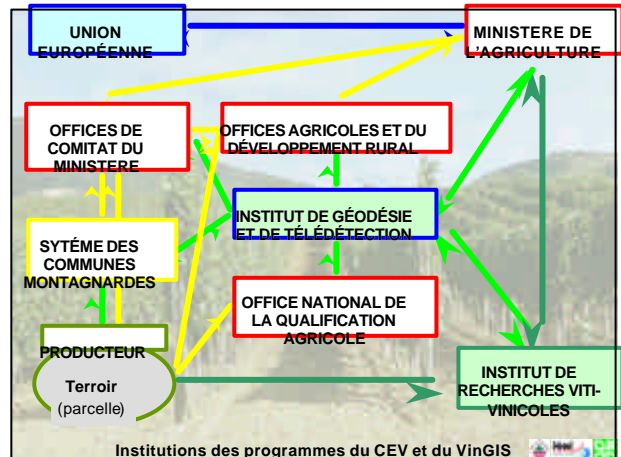 UNION
EUROPÉENNE
MINISTERE DE
L'AGRICULTURE
OFFICES DE
COMITAT DU
MINISTERE
OFFICES AGRICOLES ET DU
DÉVELOPPEMENT RURAL
INSTITUT DE GÉODÉSIE
ET DE TÉLÉDÉTECTION
SYTÉME DES
COMMUNES
MONTAGNARDES
OFFICE NATIONAL DE
LA QUALIFICATION
AGRICOLE
PRODUCTEUR
Terroir
(parcelle)
INSTITUT DE
RECHERCHES VITI-
VINICOLES
Institutions des programmes du CEV et du VinGIS